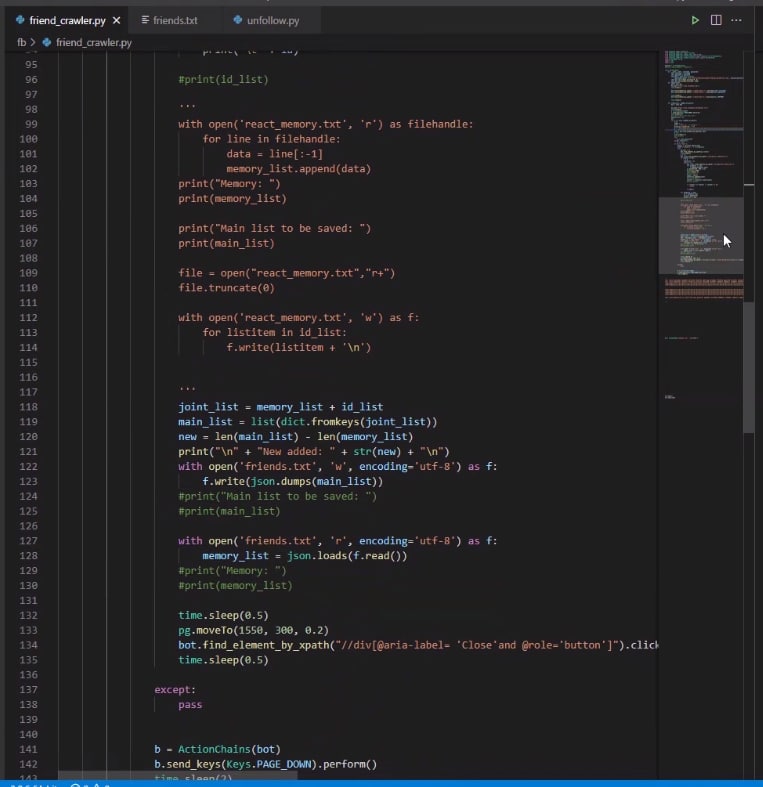 friend_crawler.py
friends.txt
unfollow.py
fb > friend_crawler.py
95
96 #print(id_list)
97
98 '''
99 with open('react_memory.txt', 'r') as filehandle:
100 for line in filehandle:
101 data = line[:-1]
102 memory_list.append(data)
103 print("Memory: ")
104 print(memory_list)
105
106 print("Main list to be saved: ")
107 print(main_list)
108
109 file = open("react_memory.txt","r+")
110 file.truncate(0)
111
112 with open('react_memory.txt', 'w') as f:
113 for listitem in id_list:
114 f.write(listitem + '\n')
115
116
117 '''
118 joint_list = memory_list + id_list
119 main_list = list(dict.fromkeys(joint_list))
120 new = len(main_list) - len(memory_list)
121 print("\n" + "New added: " + str(new) + "\n")
122 with open('friends.txt', 'w', encoding='utf-8') as f:
123 f.write(json.dumps(main_list))
124 #print("Main list to be saved: ")
125 #print(main_list)
126
127 with open('friends.txt', 'r', encoding='utf-8') as f:
128 memory_list = json.loads(f.read())
129 #print("Memory: ")
130 #print(memory_list)
131
132 time.sleep(0.5)
133 pg.moveTo(1550, 300, 0.2)
134 bot.find_element_by_xpath("//div[@aria-label= 'Close'and @role='button']").click
135 time.sleep(0.5)
136
137 except:
138 pass
139
140
141 b = ActionChains(bot)
142 b.send_keys(Keys.PAGE_DOWN).perform()
143 time.sleep(2)